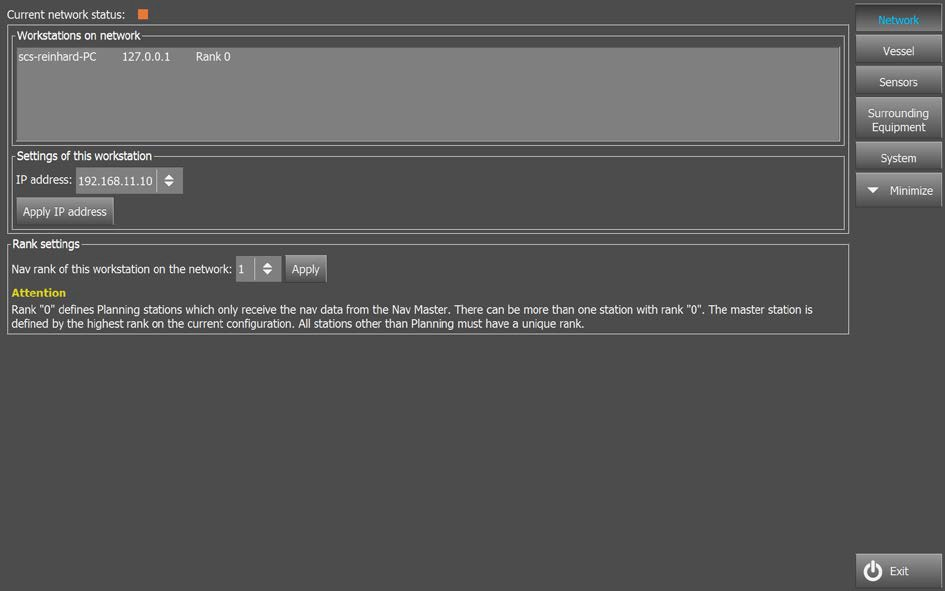 Current network status:
Workstations on network
scs-reinhard-PC 127.0.0.1 Rank 0
Settings of this workstation
IP address: 192.168.11.10
Apply IP address
Rank settings
Nav rank of this workstation on the network: 1 Apply
Attention
Rank "0" defines Planning stations which only receive the nav data from the Nav Master. There can be more than one station with rank "0". The master station is
defined by the highest rank on the current configuration. All stations other than Planning must have a unique rank.
Network
Vessel
Sensors
Surrounding
Equipment
System
Minimize
Exit